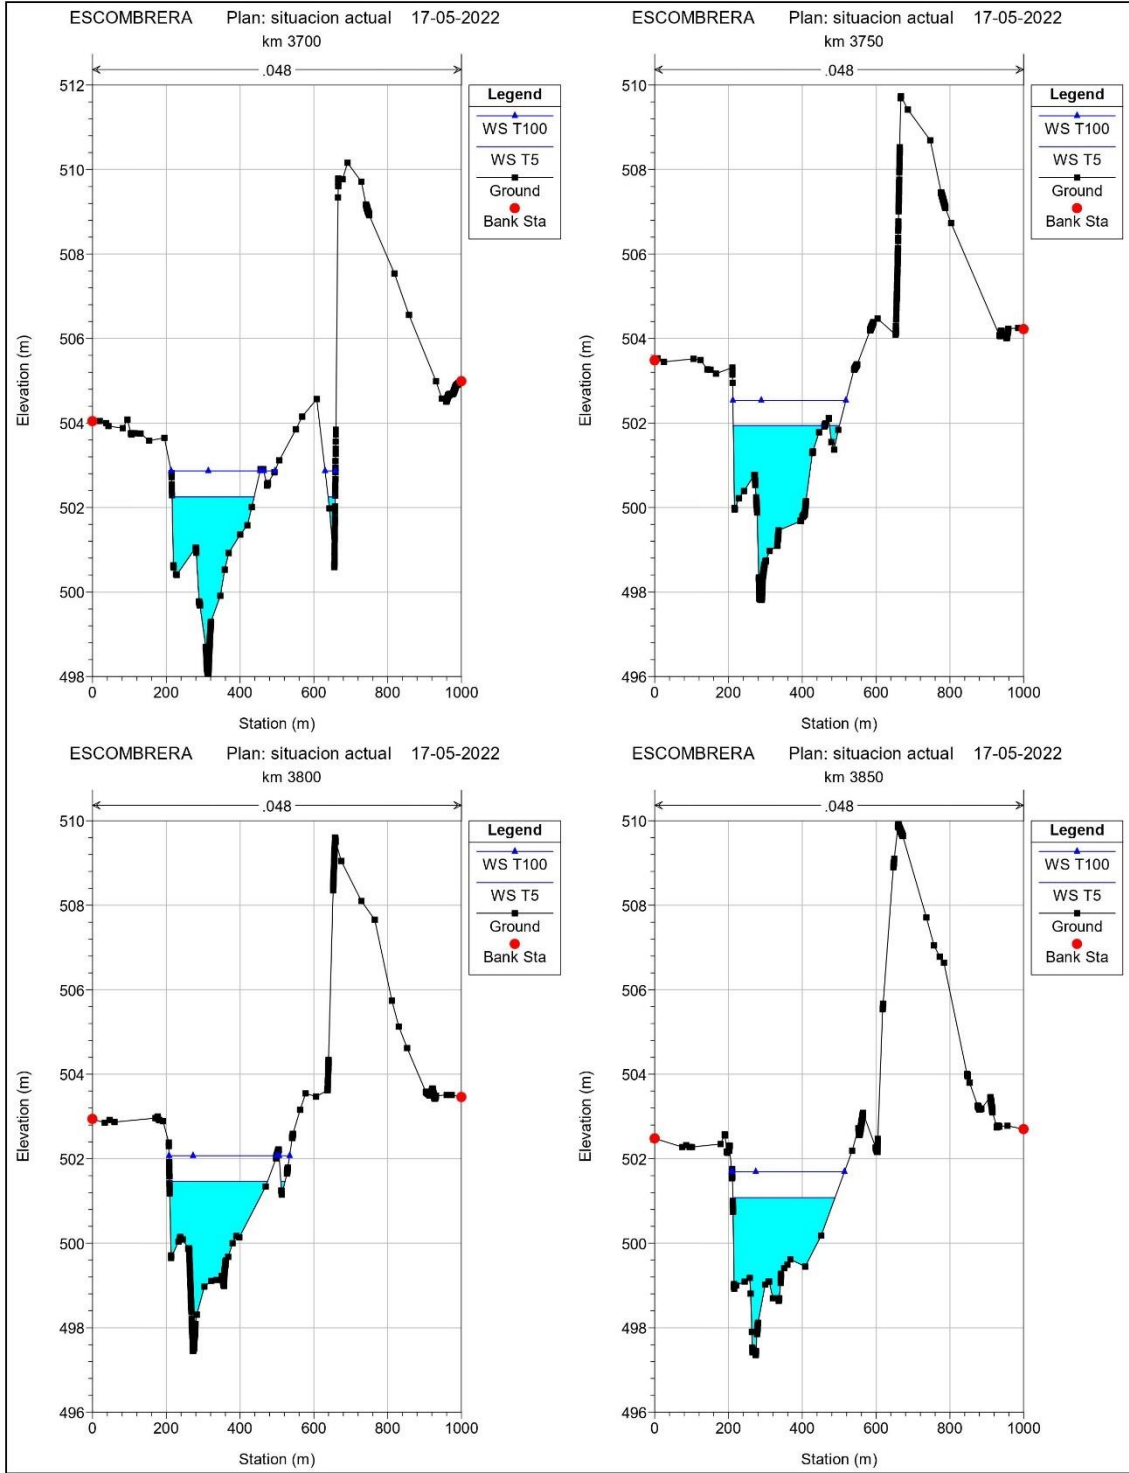 ESCOMBRERA Plan: situacion actual 17-05-2022
km 3700
.048
Legend
WS T100
WS T5
Ground
Bank Sta
512
510
508
506
504
502
500
498
Elevation (m)
0 200 400 600 800 1000
Station (m)
ESCOMBRERA Plan: situacion actual 17-05-2022
km 3750
.048
Legend
WS T100
WS T5
Ground
Bank Sta
510
508
506
504
502
500
498
496
Elevation (m)
0 200 400 600 800 1000
Station (m)
ESCOMBRERA Plan: situacion actual 17-05-2022
km 3800
.048
Legend
WS T100
WS T5
Ground
Bank Sta
510
508
506
504
502
500
498
496
Elevation (m)
0 200 400 600 800 1000
Station (m)
ESCOMBRERA Plan: situacion actual 17-05-2022
km 3850
.048
Legend
WS T100
WS T5
Ground
Bank Sta
510
508
506
504
502
500
498
496
Elevation (m)
0 200 400 600 800 1000
Station (m)